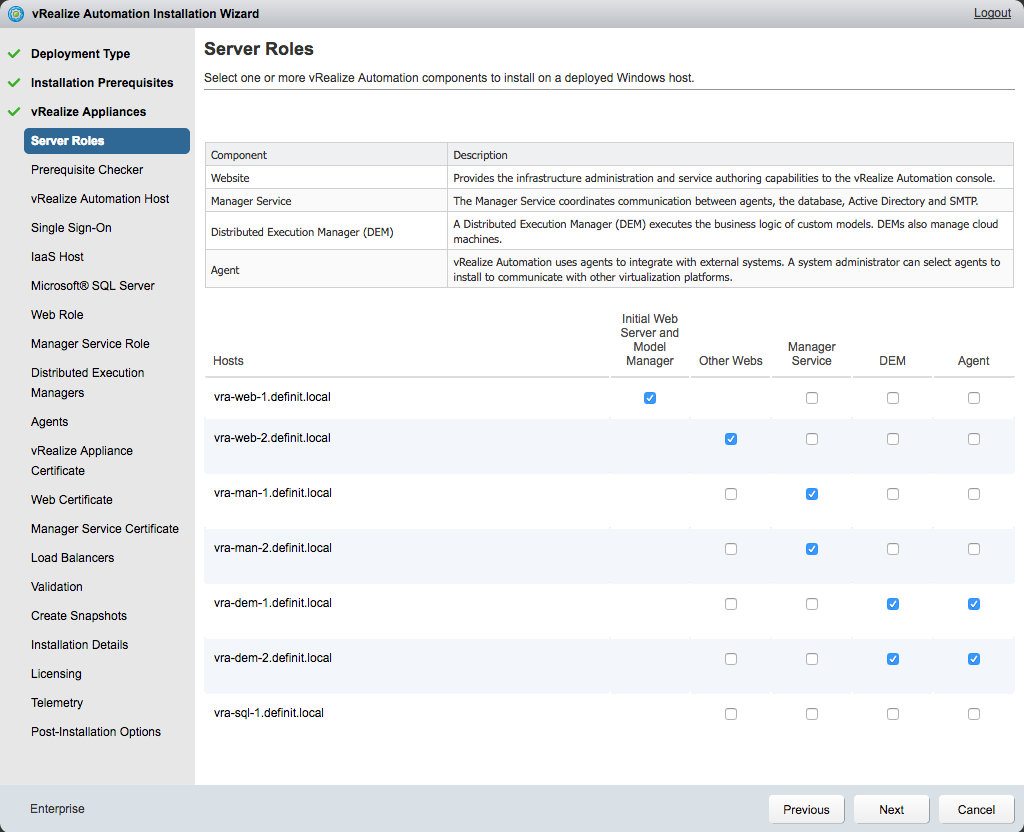 vRealize Automation Installation Wizard
Logout
Deployment Type
Installation Prerequisites
vRealize Appliances
Server Roles
Prerequisite Checker
vRealize Automation Host
Single Sign-On
IaaS Host
Microsoft® SQL Server
Web Role
Manager Service Role
Distributed Execution
Managers
Agents
vRealize Appliance
Certificate
Web Certificate
Manager Service Certificate
Load Balancers
Validation
Create Snapshots
Installation Details
Licensing
Telemetry
Post-Installation Options
Server Roles
Select one or more vRealize Automation components to install on a deployed Windows host.
Component Description
Website Provides the infrastructure administration and service authoring capabilities to the vRealize Automation console.
Manager Service The Manager Service coordinates communication between agents, the database, Active Directory and SMTP.
Distributed Execution Manager (DEM) A Distributed Execution Manager (DEM) executes the business logic of custom models. DEMs also manage cloud
machines.
Agent vRealize Automation uses agents to integrate with external systems. A system administrator can select agents to
install to communicate with other virtualization platforms.
Hosts
Initial Web
Server and
Model
Manager
Other Webs
Manager
Service
DEM
Agent
vra-web-1.definit.local
vra-web-2.definit.local
vra-man-1.definit.local
vra-man-2.definit.local
vra-dem-1.definit.local
vra-dem-2.definit.local
vra-sql-1.definit.local
Enterprise
Previous
Next
Cancel